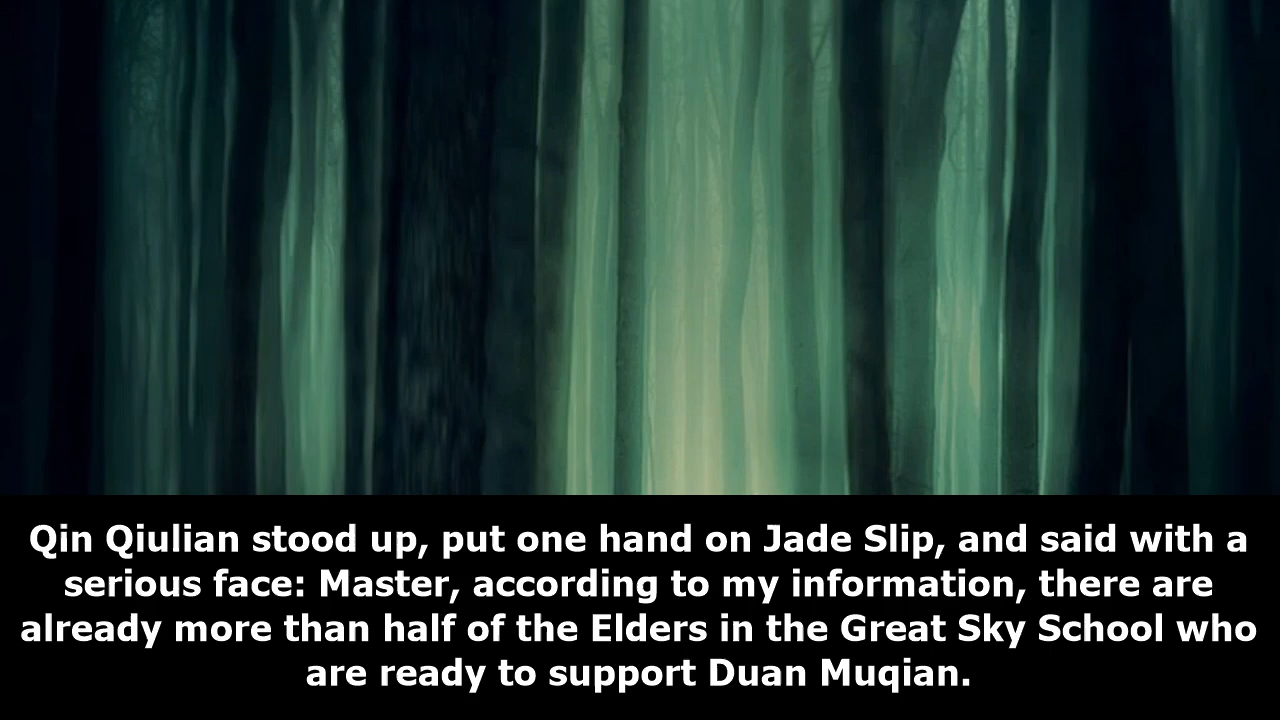 Qin Qiulian stood up, put one hand on Jade Slip, and said with a
serious face: Master, according to my information, there are
already more than half of the Elders in the Great Sky School who
are ready to support Duan Muqian.